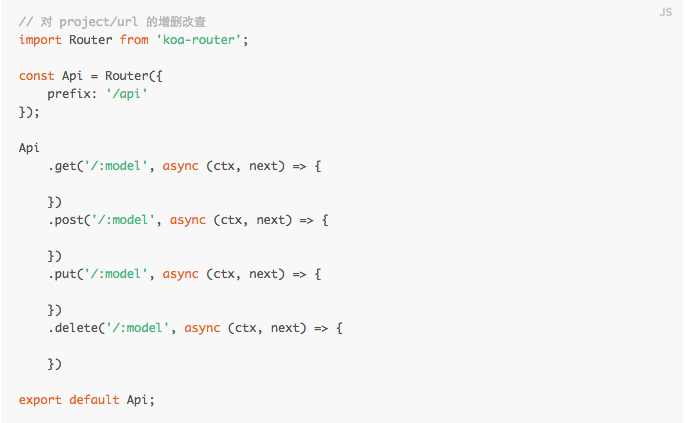 JS
// 对 project/url 的增删改查
import Router from 'koa-router';
const Api = Router({
    prefix: '/api'
});
Api
    .get('/:model', async (ctx, next) => {
    })
    .post('/:model', async (ctx, next) => {
    })
    .put('/:model', async (ctx, next) => {
    })
    .delete('/:model', async (ctx, next) => {
    })
export default Api;